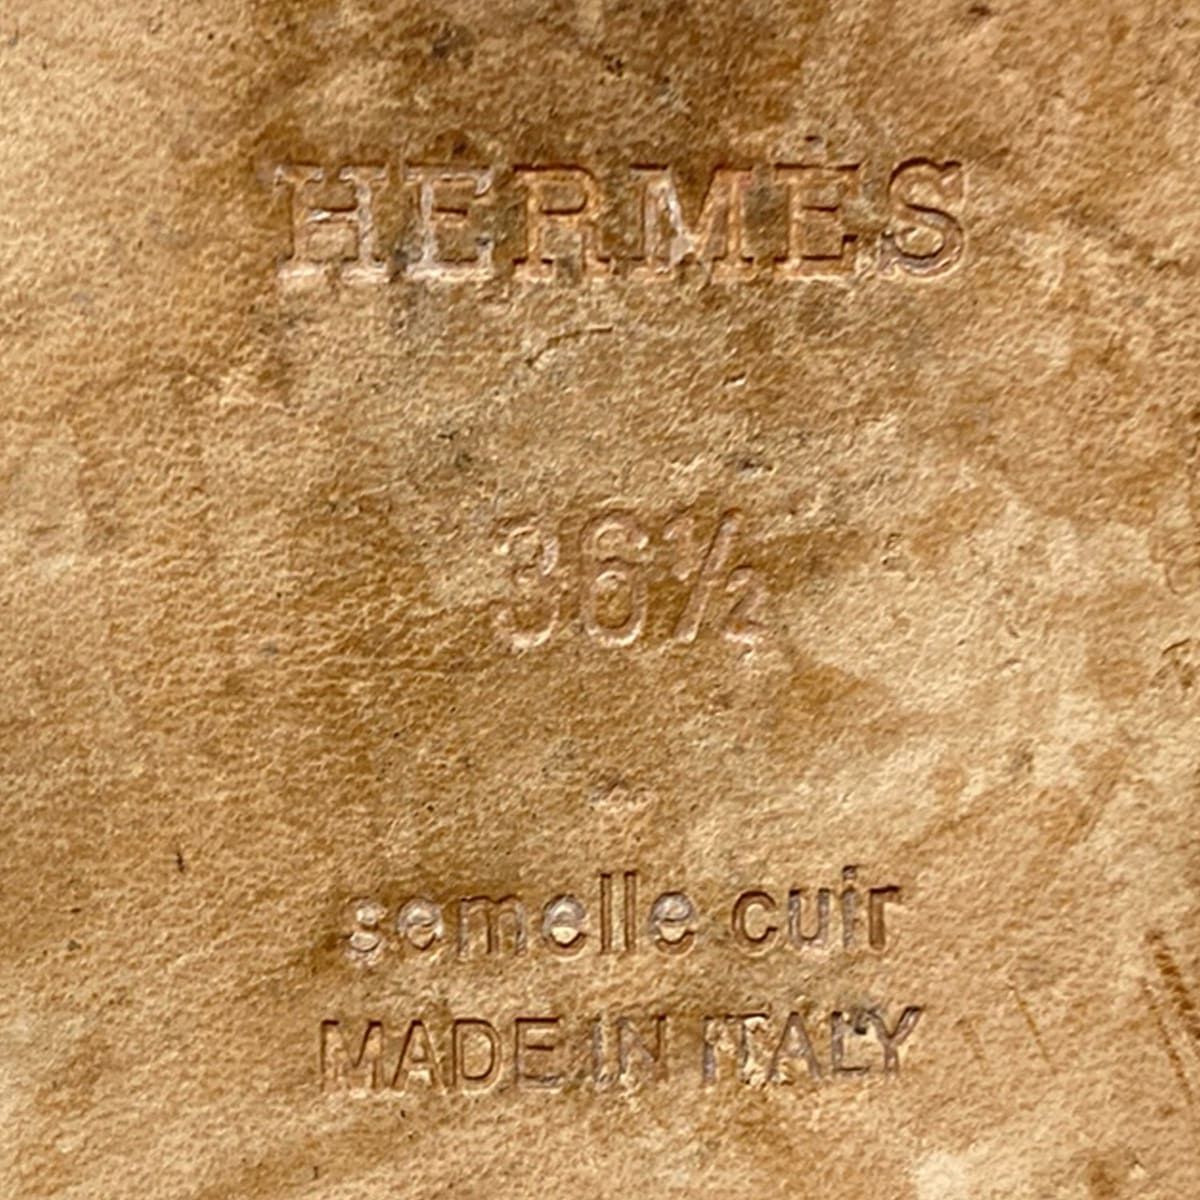 HERMÈS
36½
semelle cuir
MADE IN ITALY